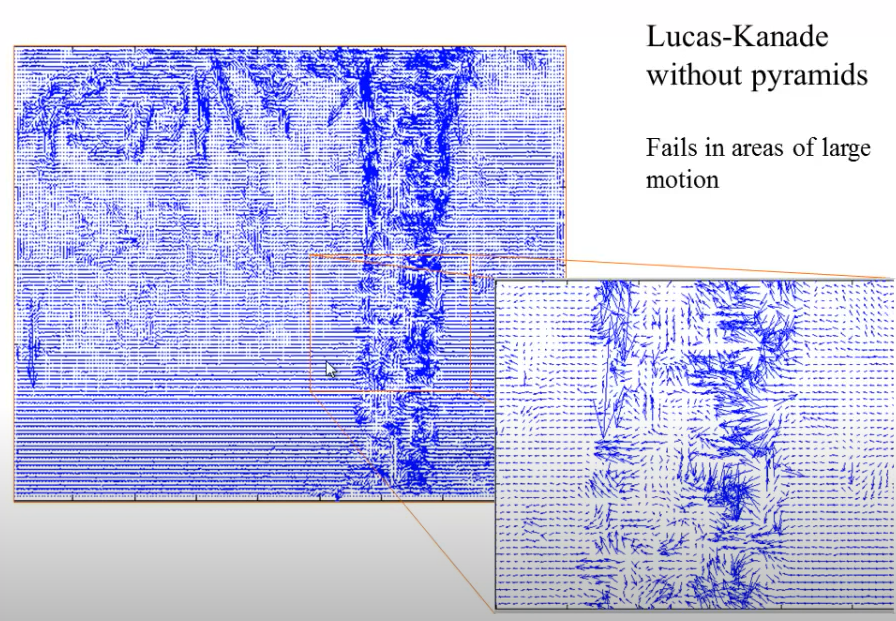 Lucas-Kanade
without pyramids
Fails in areas of large
motion